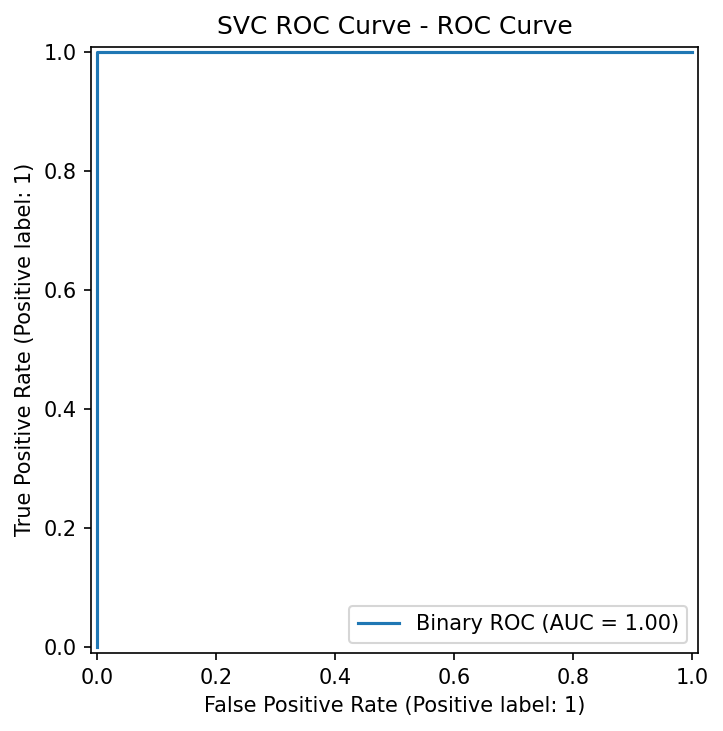 SVC ROC Curve - ROC Curve
1.0
0.8
0.6
0.4
0.2
0.0
True Positive Rate (Positive label: 1)
Binary ROC (AUC = 1.00)
0.0 0.2 0.4 0.6 0.8 1.0
False Positive Rate (Positive label: 1)